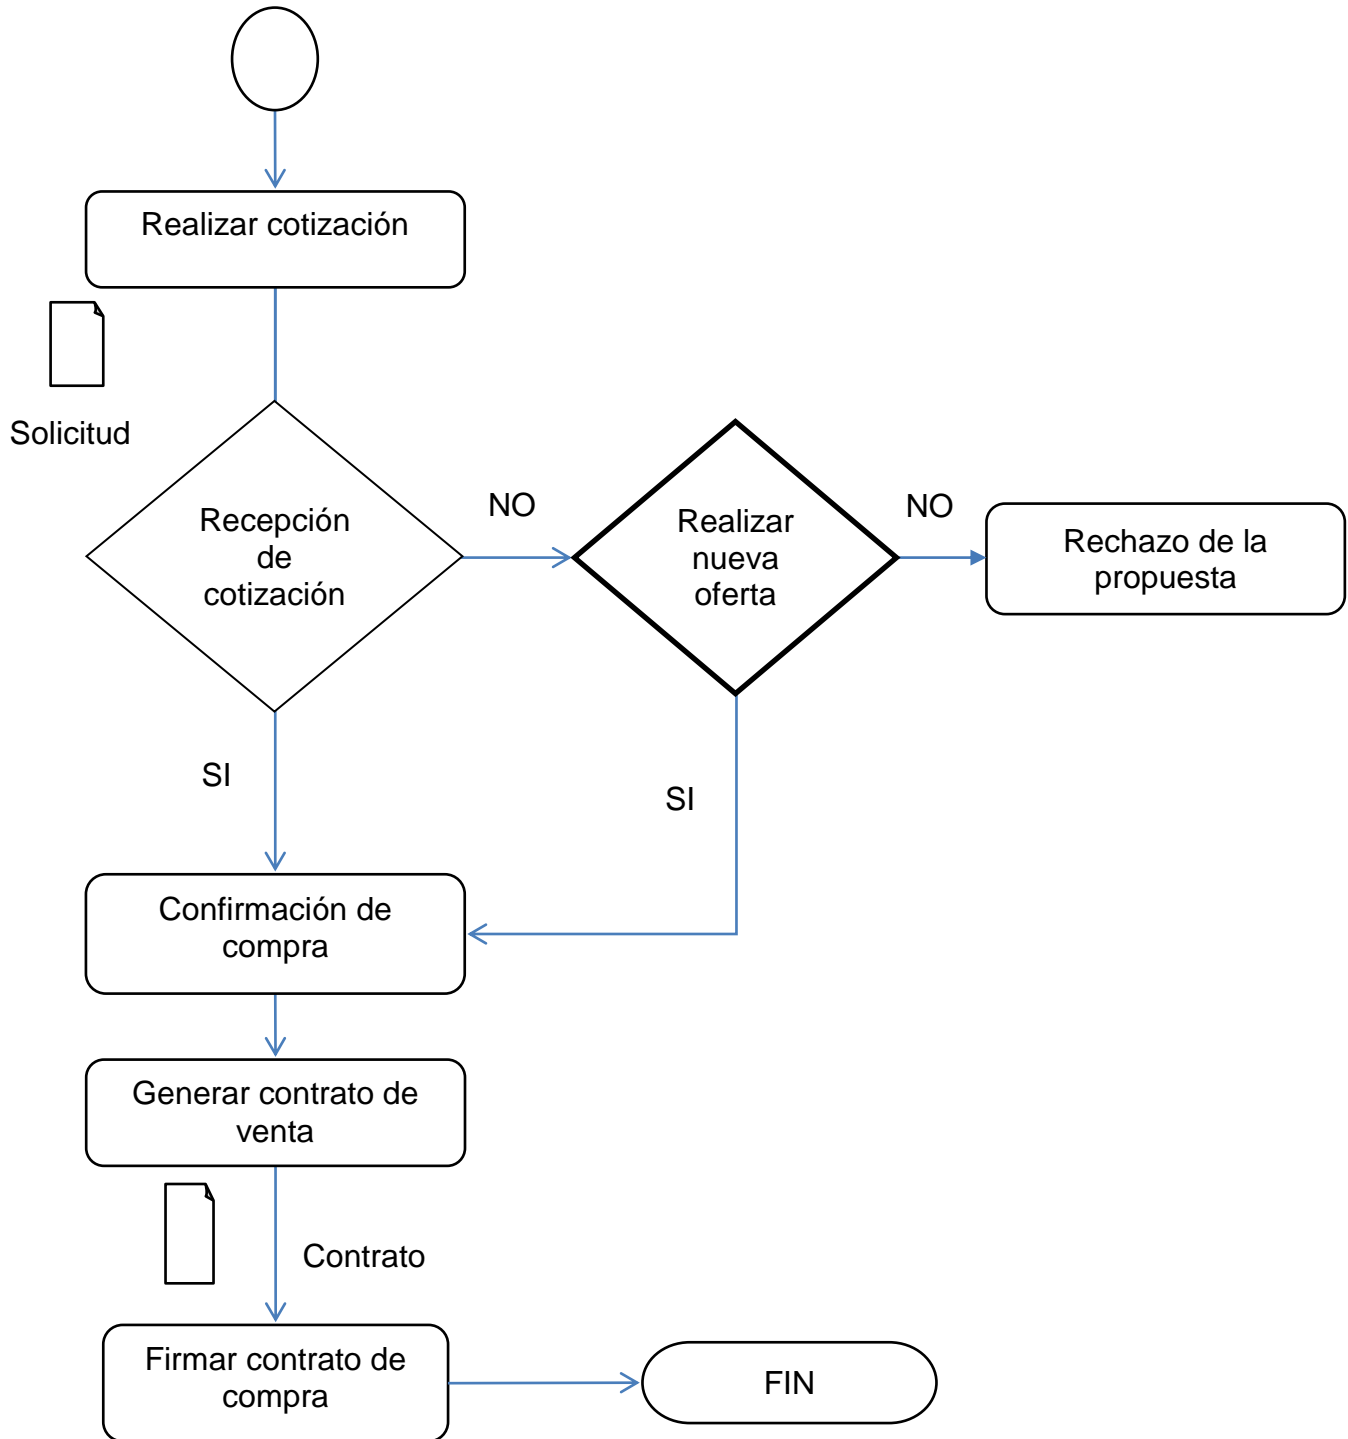 Realizar cotización
Solicitud
Recepción
de
cotización
NO
Realizar
nueva
oferta
NO
Rechazo de la
propuesta
SI
SI
Confirmación de
compra
Generar contrato de
venta
Contrato
Firmar contrato de
compra
FIN